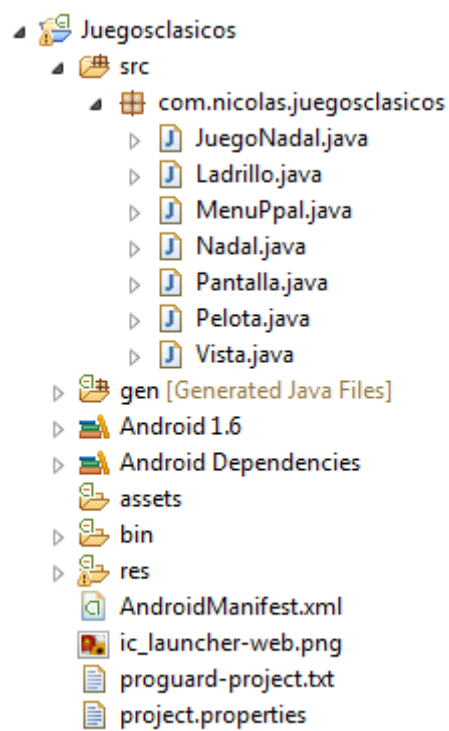 Juegosclasicos
src
com.nicolas.juegosclasicos
JuegoNadal.java
Ladrillo.java
MenuPpal.java
Nadal.java
Pantalla.java
Pelota.java
Vista.java
gen [Generated Java Files]
Android 1.6
Android Dependencies
assets
bin
res
AndroidManifest.xml
ic_launcher-web.png
proguard-project.txt
project.properties